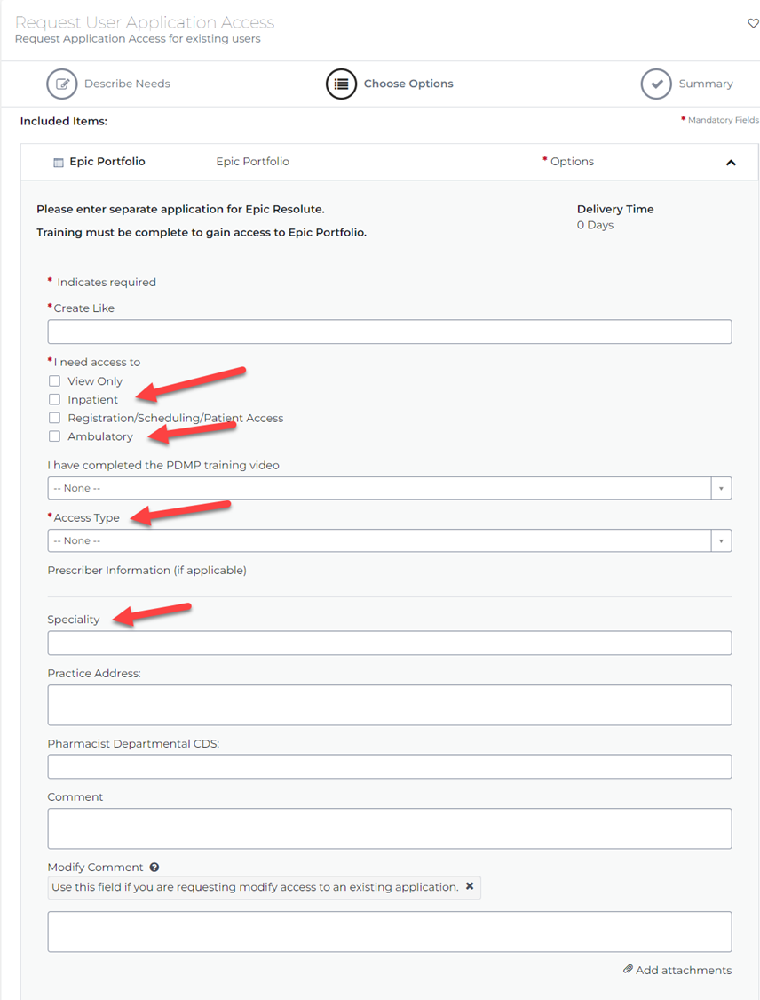 Request User Application Access
Request Application Access for existing users
Describe Needs
Choose Options
Summary
Included Items:
* Mandatory Fields
Epic Portfolio Epic Portfolio * Options
Please enter separate application for Epic Resolute.
Training must be complete to gain access to Epic Portfolio.
Delivery Time
0 Days
* Indicates required
* Create Like
* I need access to
View Only
Inpatient
Registration/Scheduling/Patient Access
Ambulatory
I have completed the PDMP training video
-- None --
* Access Type
-- None --
Prescriber Information (if applicable)
Speciality
Practice Address:
Pharmacist Departmental CDS:
Comment
Modify Comment
Use this field if you are requesting modify access to an existing application.
Add attachments